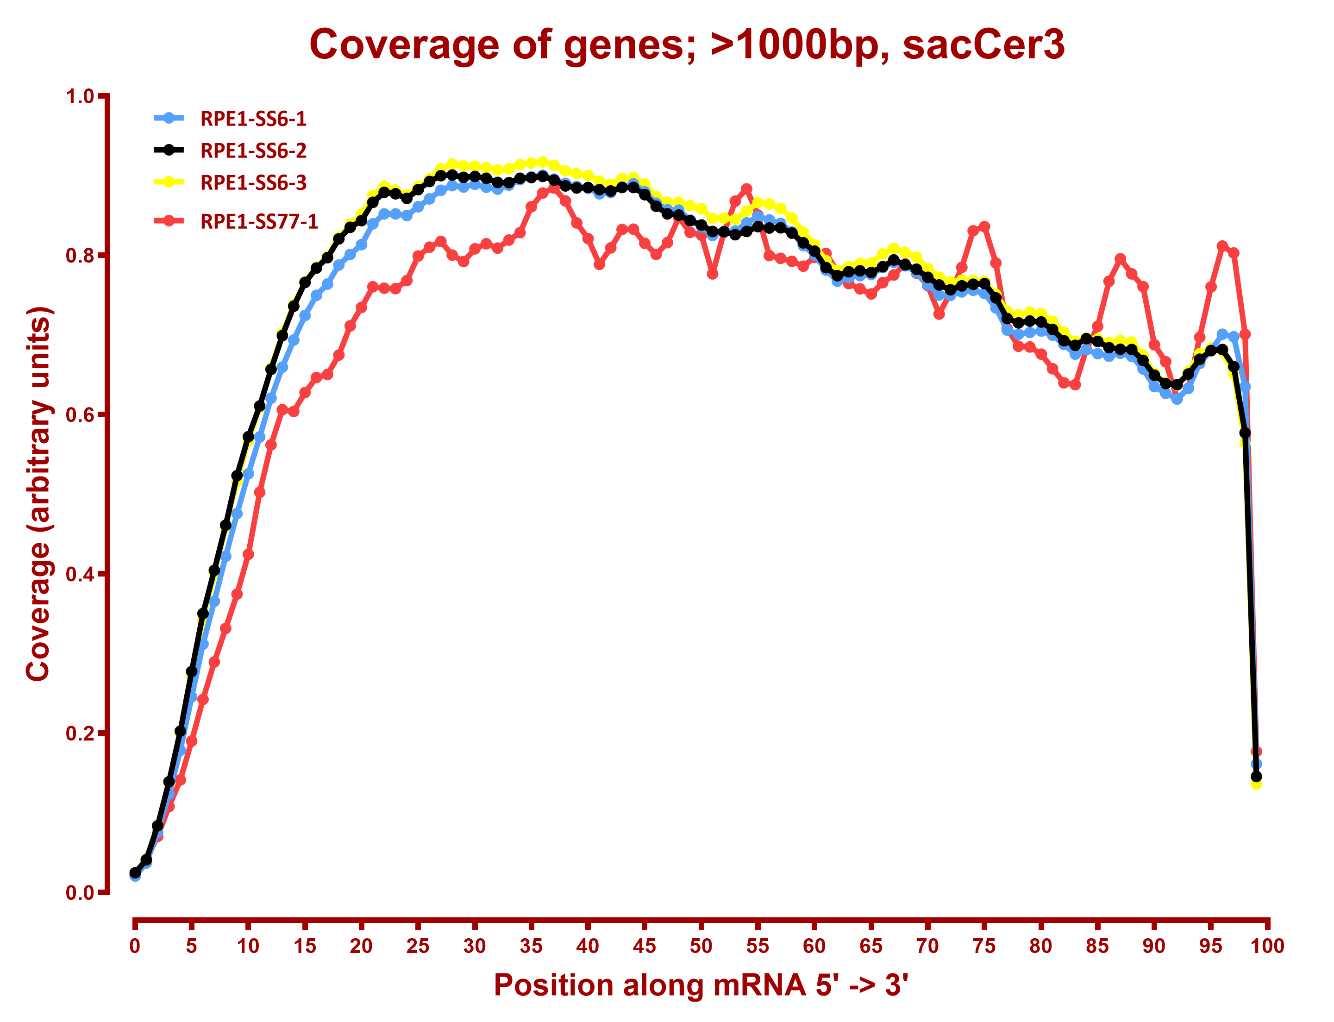 Coverage of genes; >1000bp, sacCer3
1.0
RPE1-SS6-1
RPE1-SS6-2
RPE1-SS6-3
RPE1-SS77-1
0.8
0.6
0.4
0.2
0.0
Coverage (arbitrary units)
0 5 10 15 20 25 30 35 40 45 50 55 60 65 70 75 80 85 90 95 100
Position along mRNA 5' -> 3'